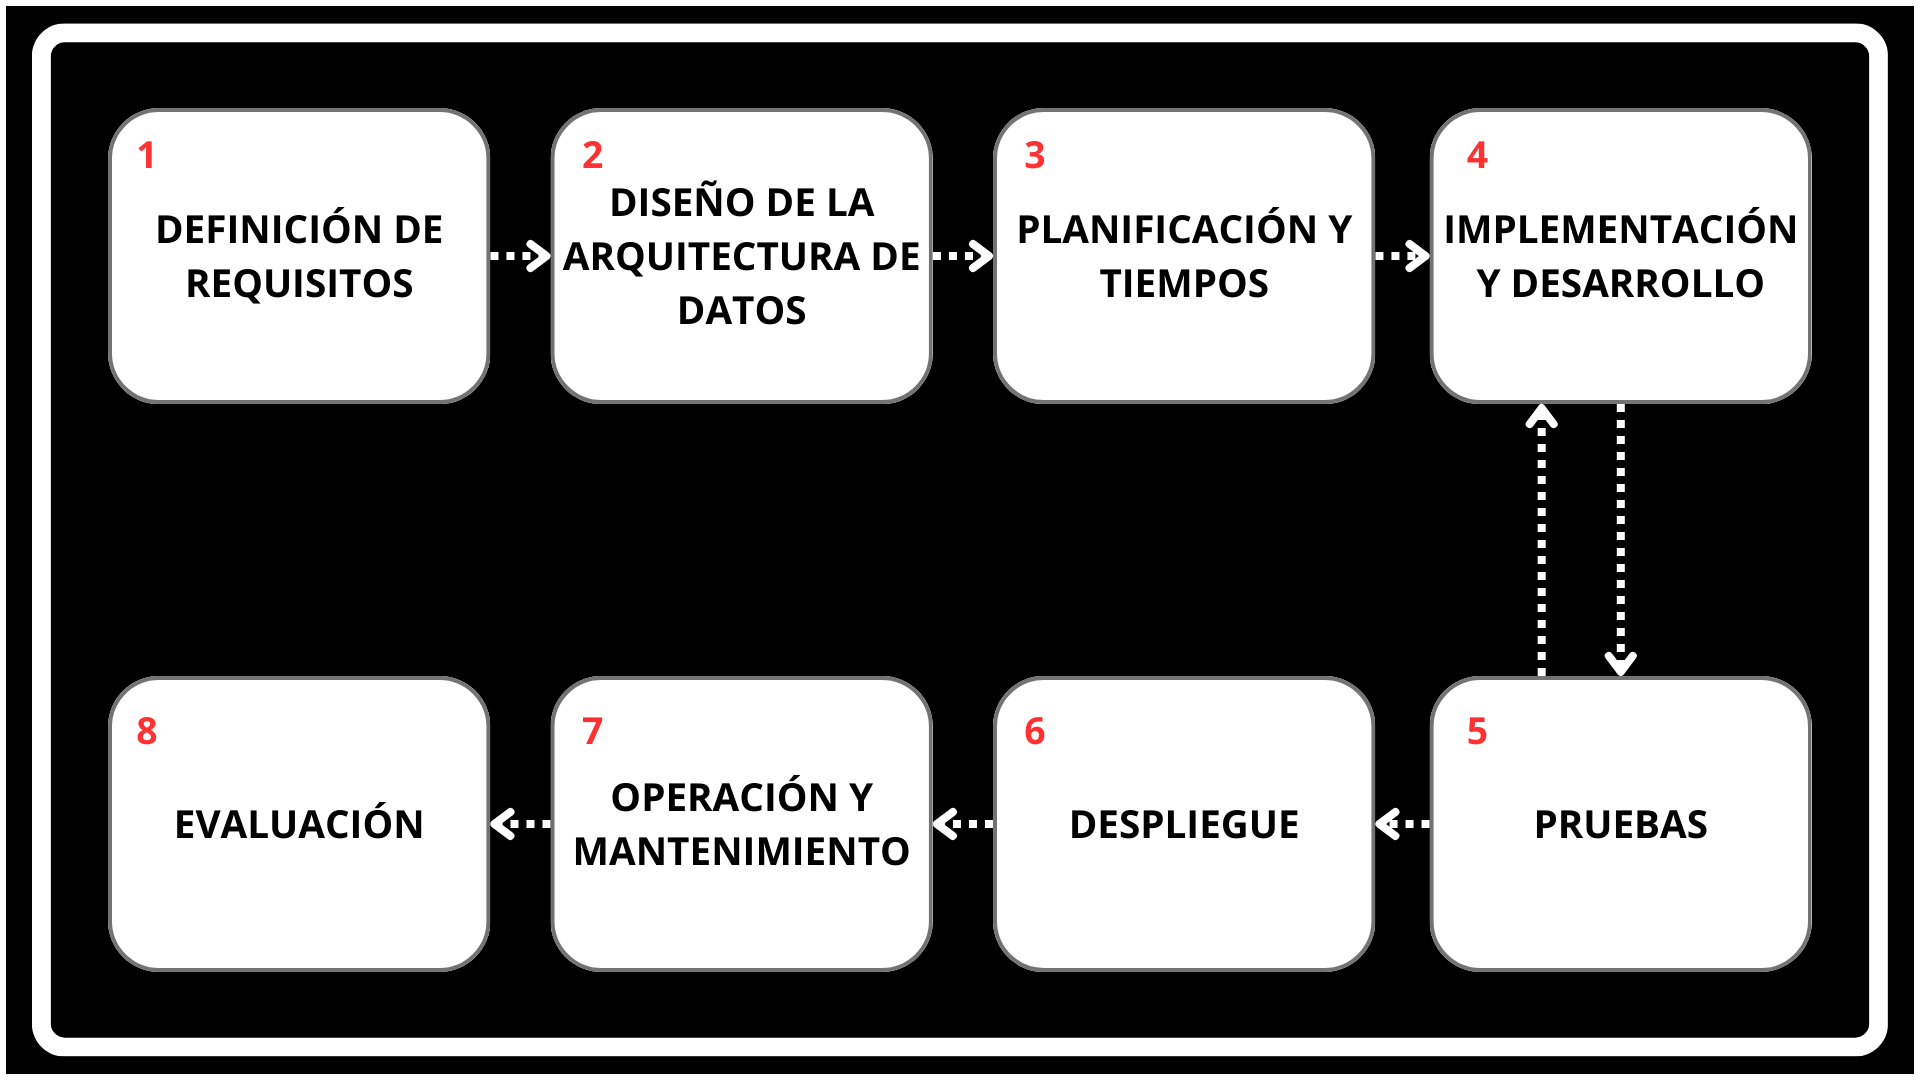 1
DEFINICIÓN DE
REQUISITOS
2
DISEÑO DE LA
ARQUITECTURA DE
DATOS
3
PLANIFICACIÓN Y
TIEMPOS
4
IMPLEMENTACIÓN
Y DESARROLLO
5
PRUEBAS
6
DESPLIEGUE
7
OPERACIÓN Y
MANTENIMIENTO
8
EVALUACIÓN